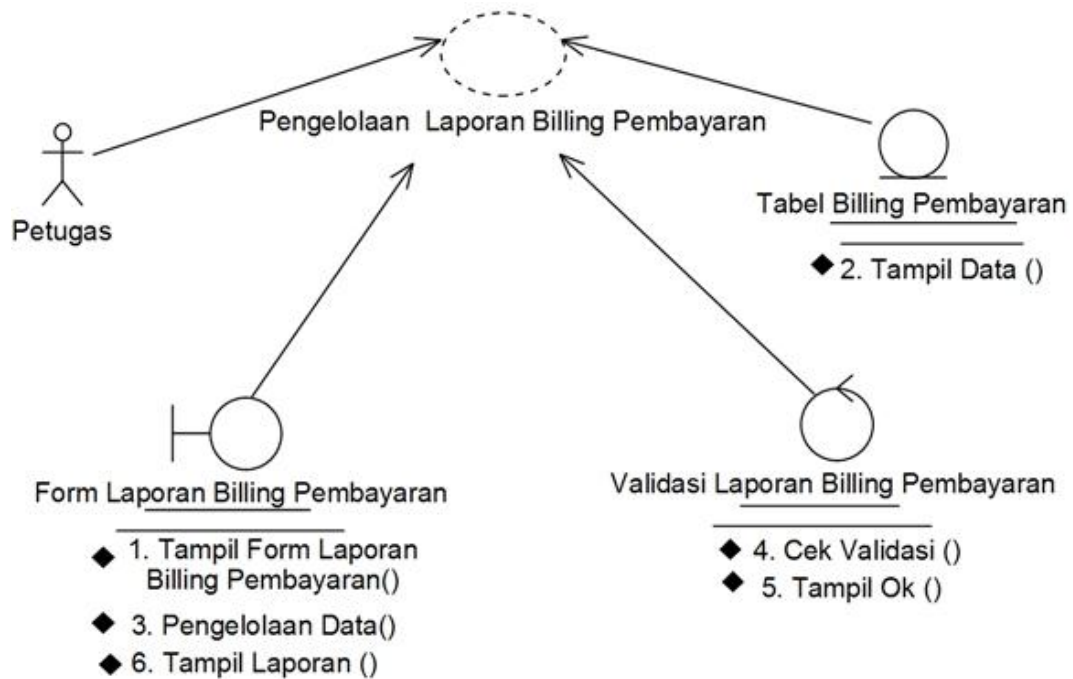 Pengelolaan Laporan Billing Pembayaran
Petugas
Tabel Billing Pembayaran
2. Tampil Data ()
Form Laporan Billing Pembayaran
1. Tampil Form Laporan
Billing Pembayaran()
3. Pengelolaan Data()
6. Tampil Laporan ()
Validasi Laporan Billing Pembayaran
4. Cek Validasi ()
5. Tampil Ok ()